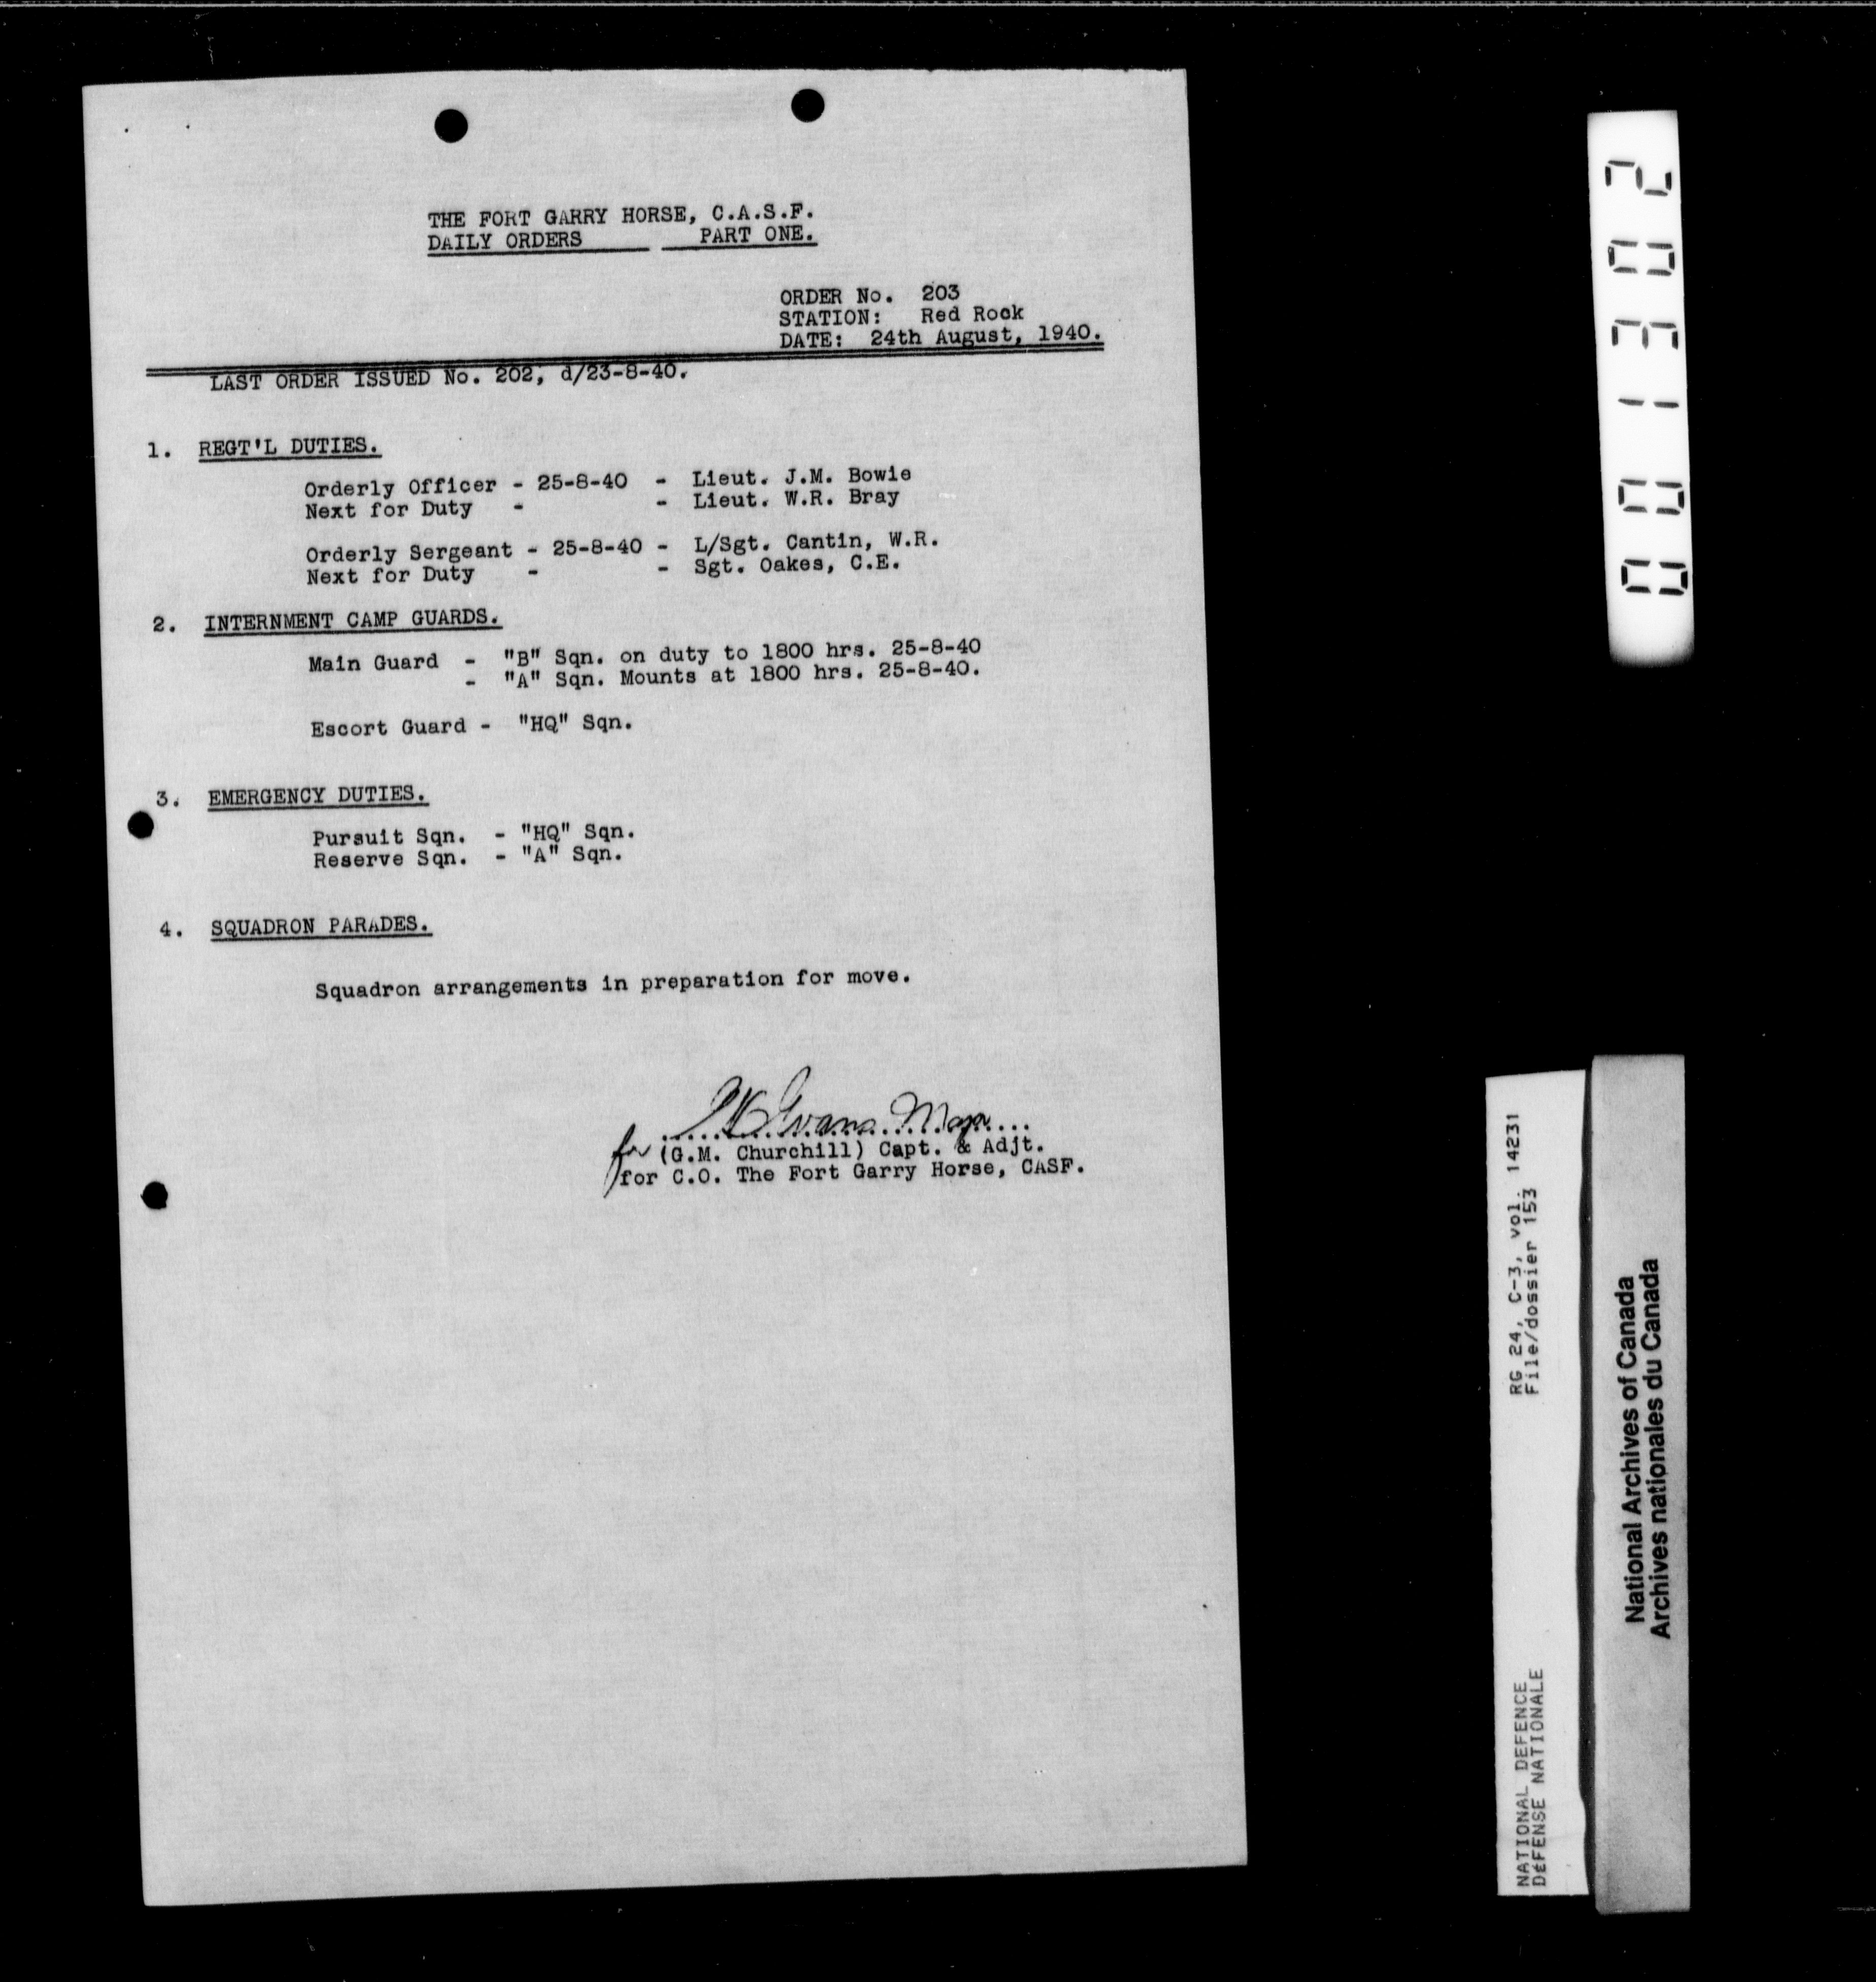 THE FORT GARRY HORSE, C.A.S.F.
DAILY ORDERS PART ONE.
ORDER No. 203
STATION: Red Rock
DATE: 24th August, 1940.
LAST ORDER ISSUED No. 202, d/23-8-40.
1. REGT'L DUTIES.
Orderly Officer - 25-8-40 - Lieut. J.M. Bowie
Next for Duty - - Lieut. W.R. Bray
Orderly Sergeant - 25-8-40 - L/Sgt. Cantin, W.R.
Next for Duty - - Sgt. Oakes, C.E.
2. INTERNMENT CAMP GUARDS.
Main Guard - "B" Sqn. on duty to 1800 hrs. 25-8-40
- "A" Sqn. Mounts at 1800 hrs. 25-8-40.
Escort Guard - "HQ" Sqn.
3. EMERGENCY DUTIES.
Pursuit Sqn. - "HQ" Sqn.
Reserve Sqn. - "A" Sqn.
4. SQUADRON PARADES.
Squadron arrangements in preparation for move.
Evans Major
for (G.M. Churchill) Capt. & Adjt.
for C.O. The Fort Garry Horse, CASF.
001302
RG 24, C-3, vol. 14231
File/dossier 153
NATIONAL DEFENCE
DÉFENSE NATIONALE
National Archives of Canada
Archives nationales du Canada